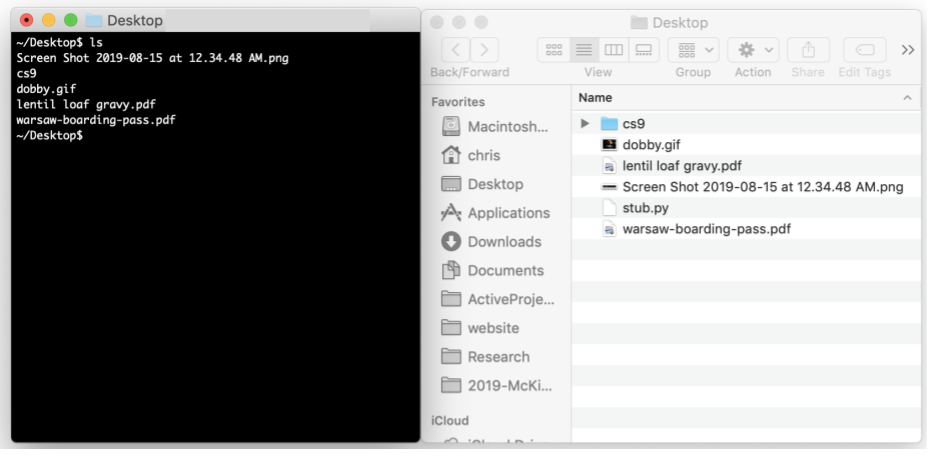 Desktop
~/Desktop$ ls
Screen Shot 2019-08-15 at 12.34.48 AM.png
cs9
dobby.gif
lentil loaf gravy.pdf
warsaw-boarding-pass.pdf
~/Desktop$
Desktop
Back/Forward
View
Group
Action
Share
Edit Tags
Favorites
Macintosh...
chris
Desktop
Applications
Downloads
Documents
ActiveProje...
website
Research
2019-McKi...
iCloud
Name
cs9
dobby.gif
lentil loaf gravy.pdf
Screen Shot 2019-08-15 at 12.34.48 AM.png
stub.py
warsaw-boarding-pass.pdf